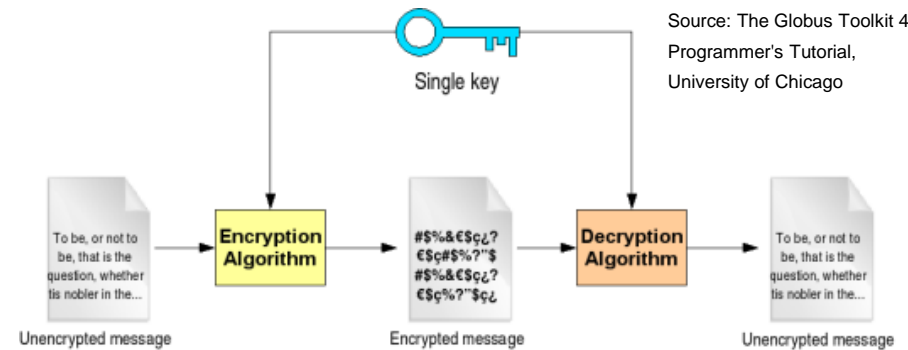 Source: The Globus Toolkit 4
Programmer's Tutorial,
University of Chicago
Single key
To be, or not to
be, that is the
question, whether
tis nobler in the...
Unencrypted message
Encryption
Algorithm
#$%&€$ç¿?
€$ç#$%?"$
#$%&€$ç¿?
€$ç%?"$ç¿
Encrypted message
Decryption
Algorithm
To be, or not to
be, that is the
question, whether
tis nobler in the...
Unencrypted message